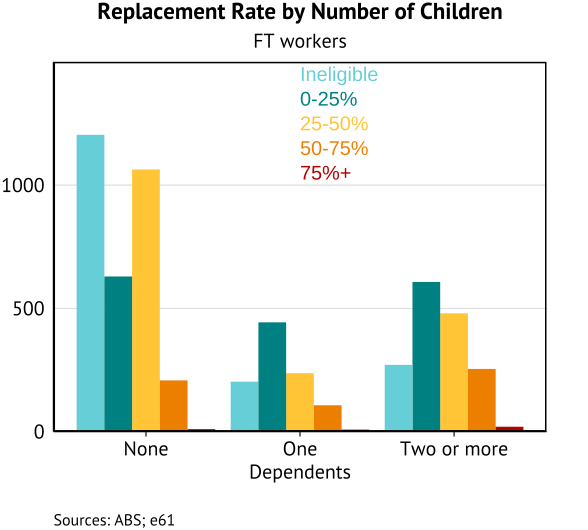 Replacement Rate by Number of Children
FT workers
Ineligible
0-25%
25-50%
50-75%
75%+
1000
500
0
None One Two or more
Dependents
Sources: ABS; e61